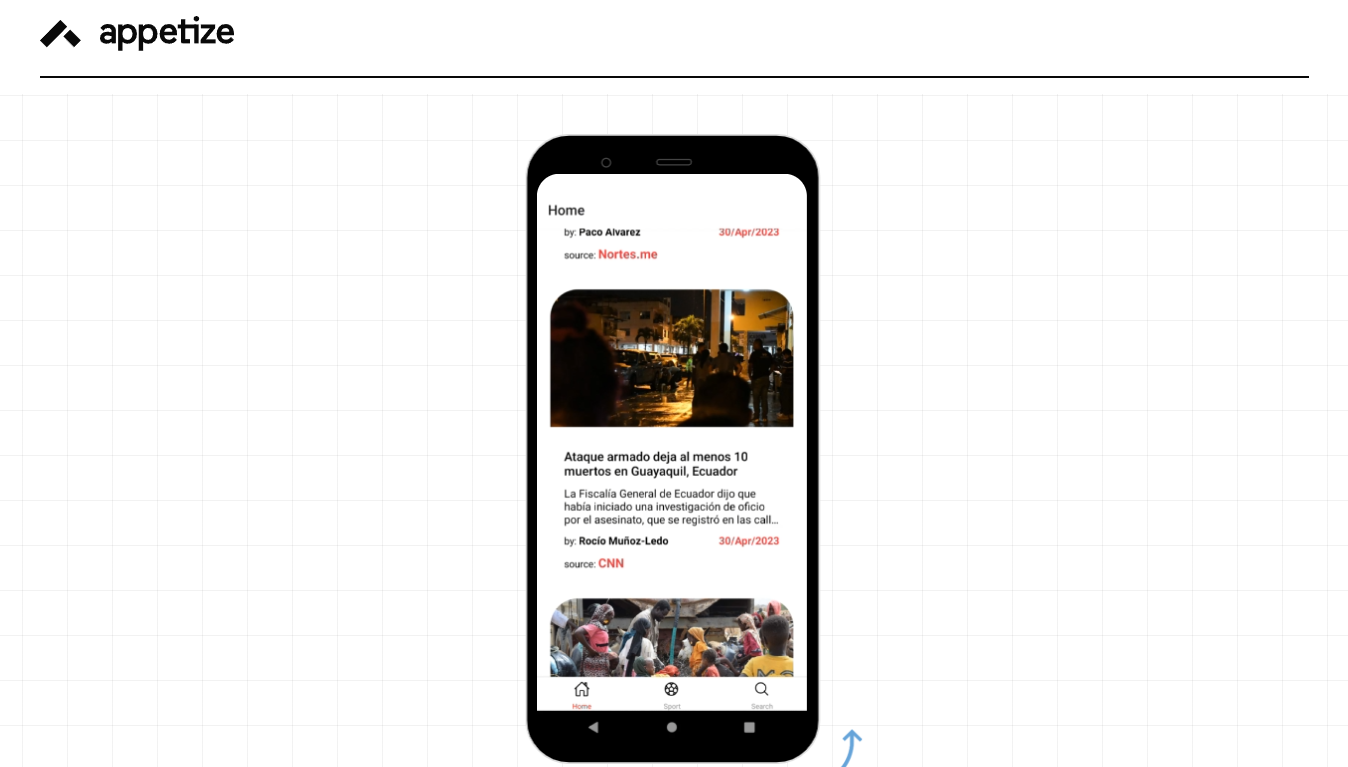 appetize
Home
by: Paco Alvarez 30/Apr/2023
source: Nortes.me
Ataque armado deja al menos 10
muertos en Guayaquil, Ecuador
La Fiscalía General de Ecuador dijo que
había iniciado una investigación de oficio
por el asesinato, que se registró en las call...
by: Rocío Muñoz-Ledo 30/Apr/2023
source: CNN
Home Sport Search